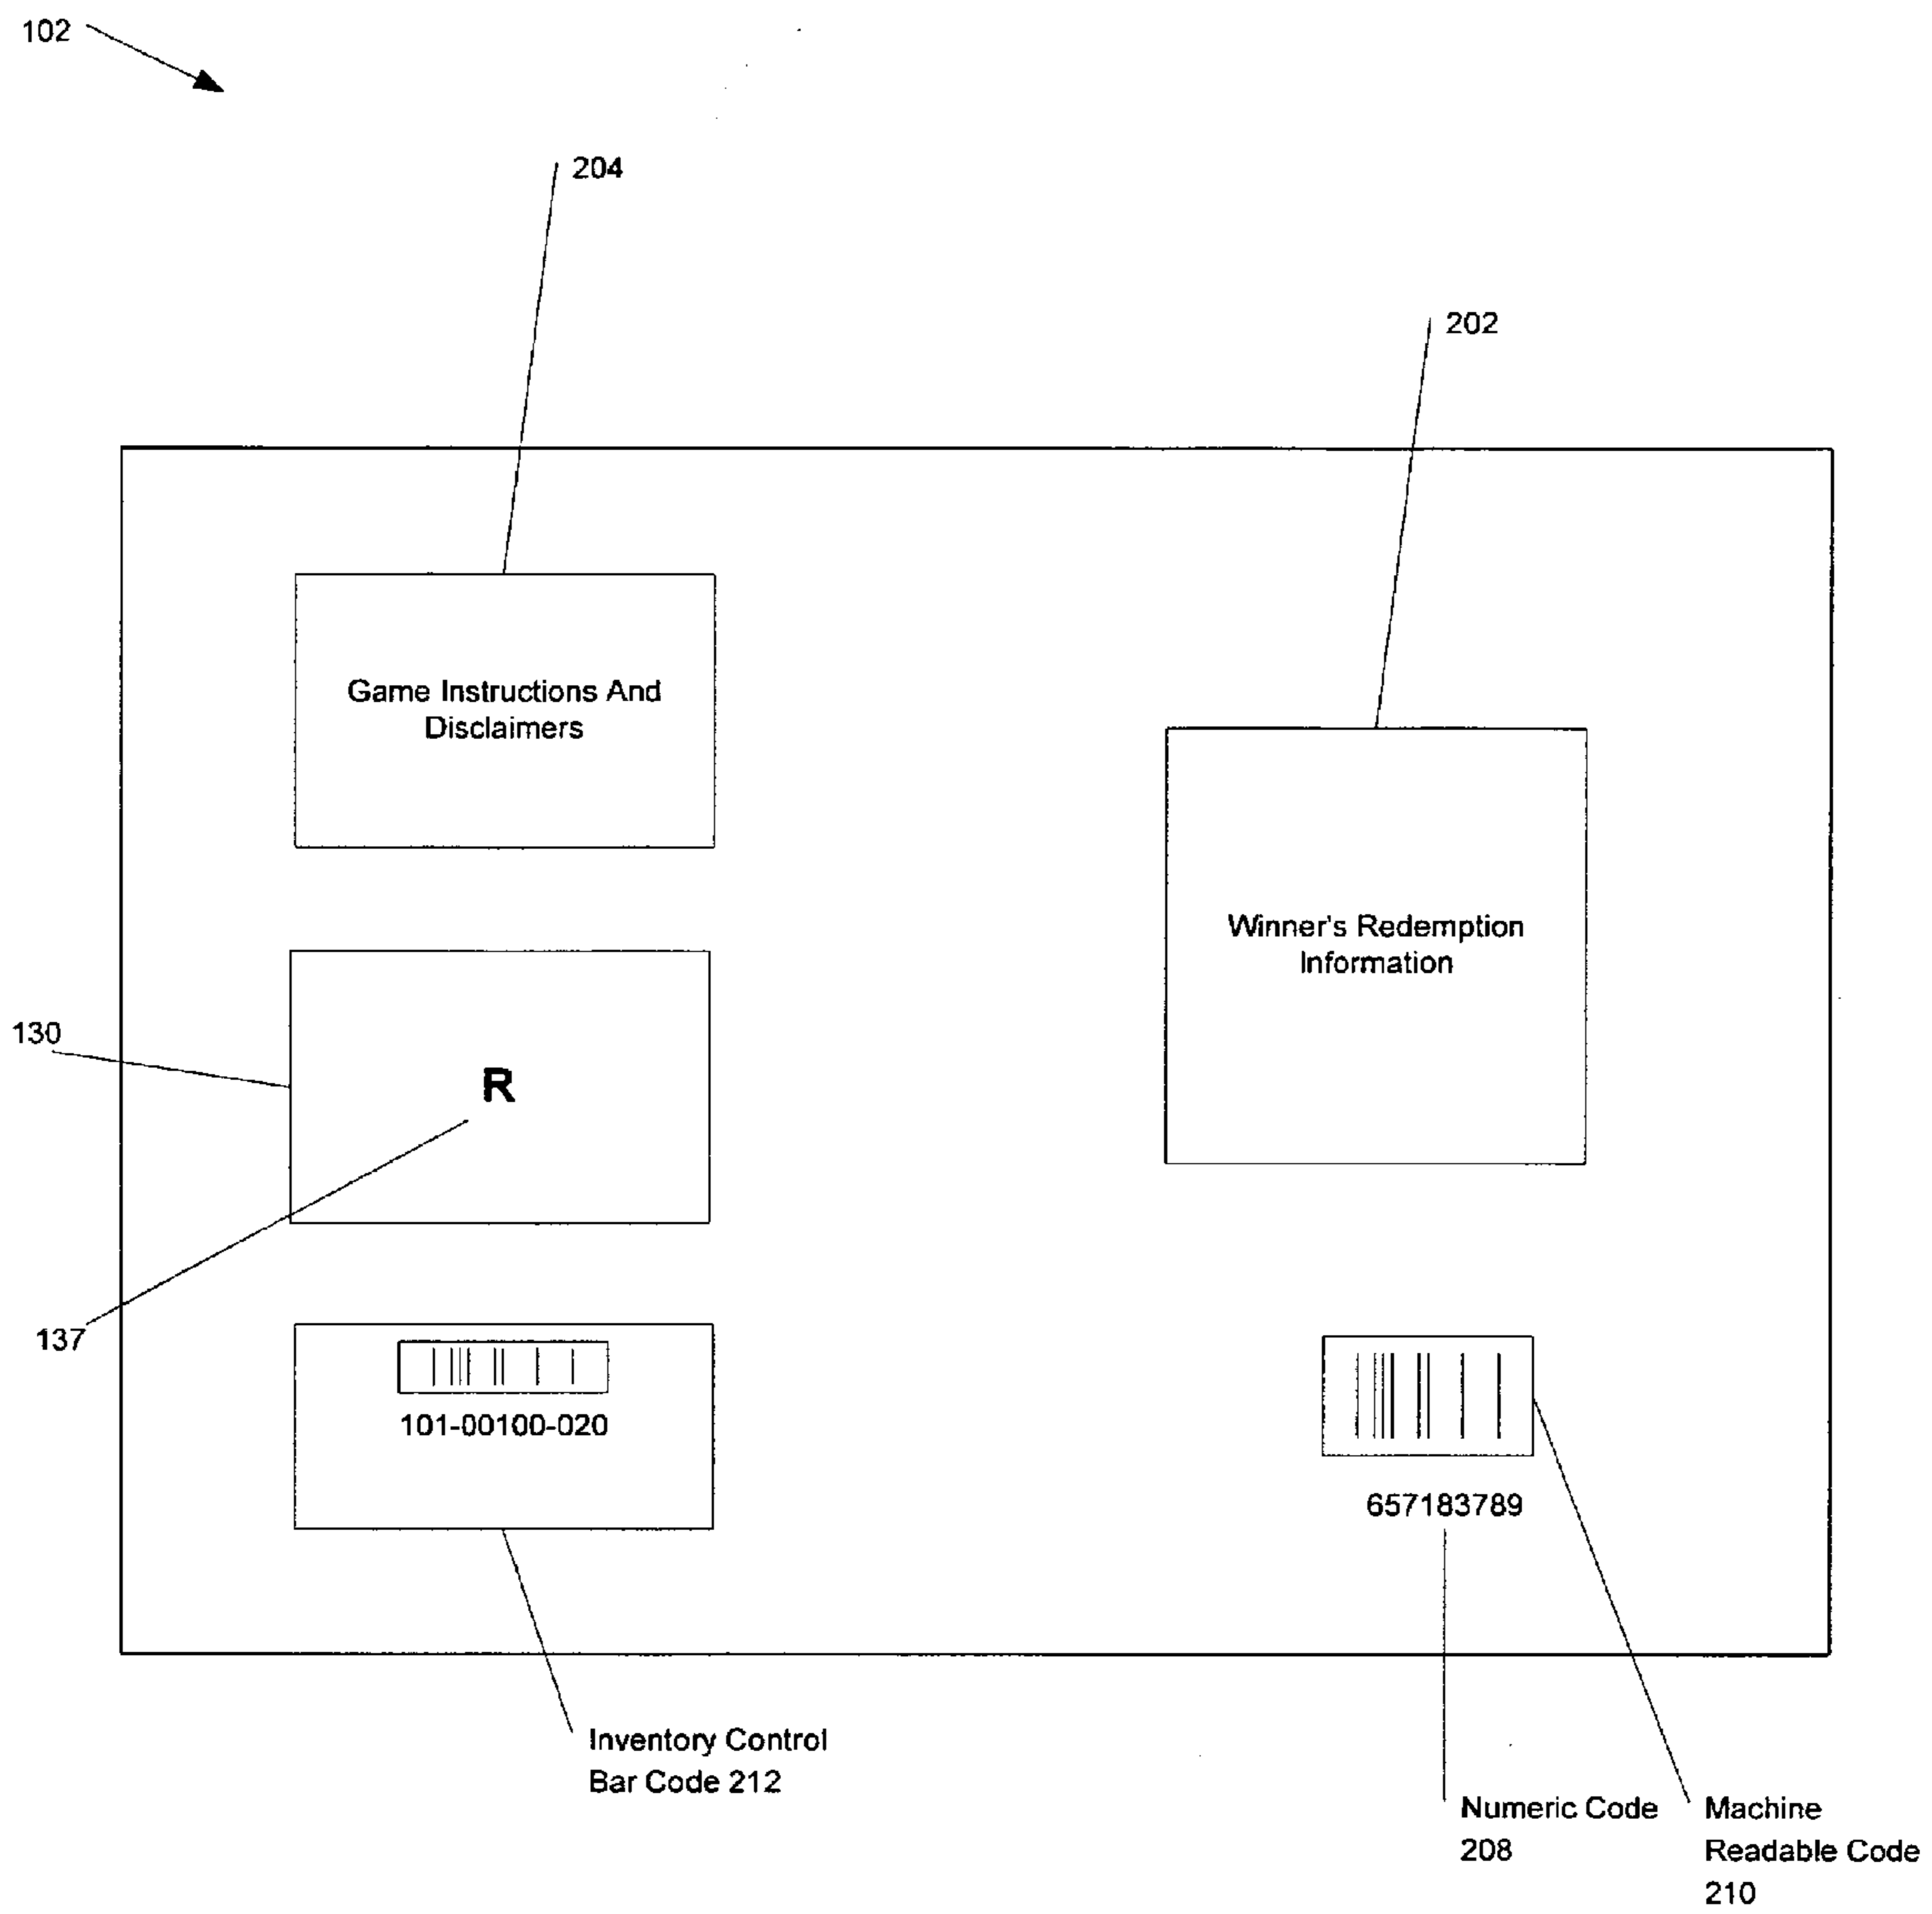 102
204
202
Game Instructions And
Disclaimers
Winner's Redemption
Information
130
R
137
101-00100-020
657183789
Inventory Control
Bar Code 212
Numeric Code
208
Machine
Readable Code
210